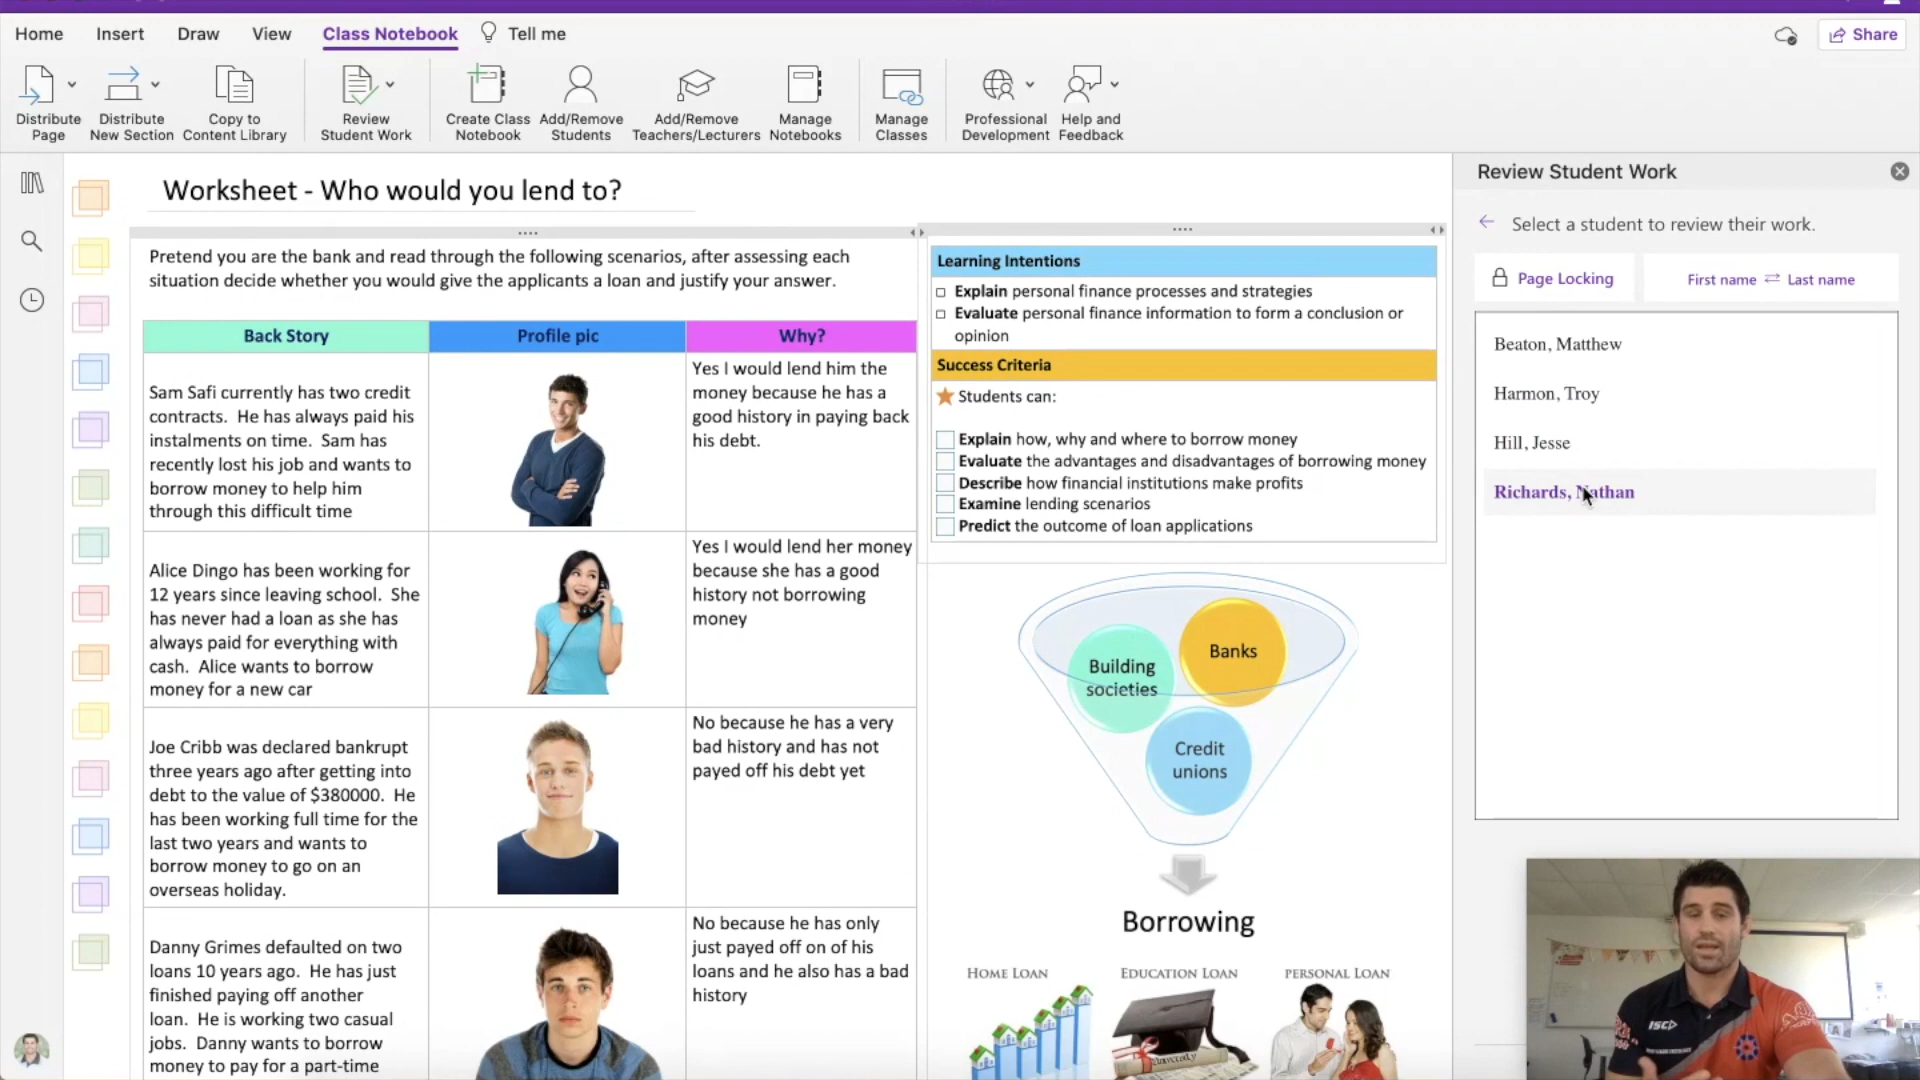 Home Insert Draw View Class Notebook Tell me
Share
Distribute
Page
Distribute
New Section
Copy to
Content Library
Review
Student Work
Create Class
Notebook
Add/Remove
Students
Add/Remove
Teachers/Lecturers
Manage
Notebooks
Manage
Classes
Professional
Development
Help and
Feedback
Worksheet - Who would you lend to?
Pretend you are the bank and read through the following scenarios, after assessing each
situation decide whether you would give the applicants a loan and justify your answer.
Back Story Profile pic Why?
Sam Safi currently has two credit
contracts. He has always paid his
instalments on time. Sam has
recently lost his job and wants to
borrow money to help him
through this difficult time
Yes I would lend him the
money because he has a
good history in paying back
his debt.
Alice Dingo has been working for
12 years since leaving school. She
has never had a loan as she has
always paid for everything with
cash. Alice wants to borrow
money for a new car
Yes I would lend her money
because she has a good
history not borrowing
money
Joe Cribb was declared bankrupt
three years ago after getting into
debt to the value of $380000. He
has been working full time for the
last two years and wants to
borrow money to go on an
overseas holiday.
No because he has a very
bad history and has not
payed off his debt yet
Danny Grimes defaulted on two
loans 10 years ago. He has just
finished paying off another
loan. He is working two casual
jobs. Danny wants to borrow
money to pay for a part-time
No because he has only
just payed off on of his
loans and he also has a bad
history
Learning Intentions
Explain personal finance processes and strategies
Evaluate personal finance information to form a conclusion or
opinion
Success Criteria
Students can:
Explain how, why and where to borrow money
Evaluate the advantages and disadvantages of borrowing money
Describe how financial institutions make profits
Examine lending scenarios
Predict the outcome of loan applications
Building
societies
Banks
Credit
unions
Borrowing
HOME LOAN EDUCATION LOAN PERSONAL LOAN
University
Review Student Work
Select a student to review their work.
Page Locking
First name Last name
Beaton, Matthew
Harmon, Troy
Hill, Jesse
Richards, Nathan
ISC